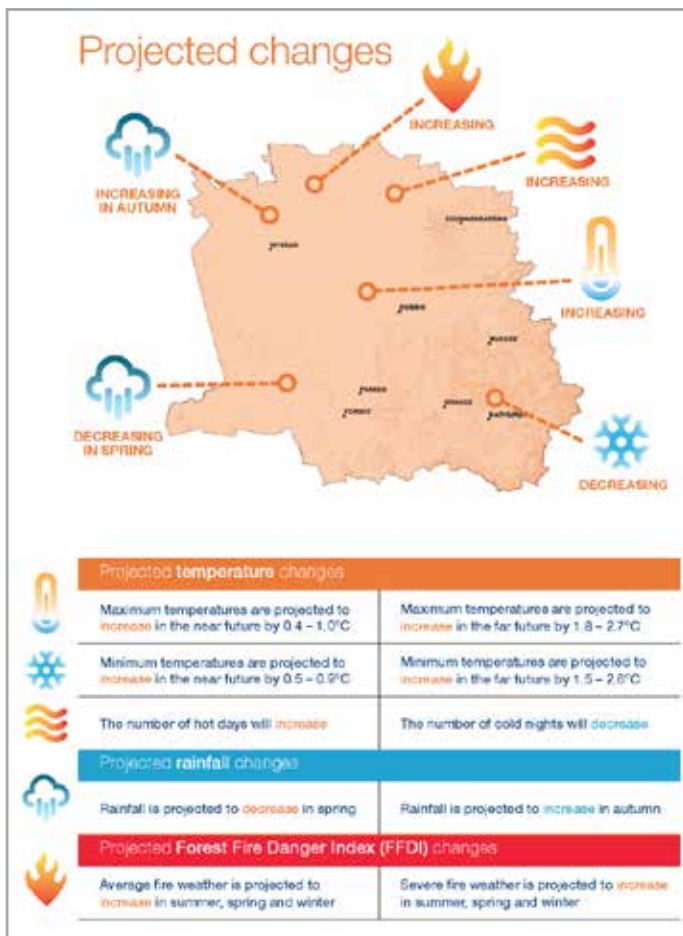 Projected changes
INCREASING
INCREASING
IN AUTUMN
INCREASING
INCREASING
DECREASING
IN SPRING
DECREASING
Projected temperature changes
Maximum temperatures are projected to
increase in the near future by 0.4 – 1.0°C
Maximum temperatures are projected to
increase in the far future by 1.8 – 2.7°C
Minimum temperatures are projected to
increase in the near future by 0.5 – 0.9°C
Minimum temperatures are projected to
increase in the far future by 1.5 – 2.6°C
The number of hot days will increase
The number of cold nights will decrease
Projected rainfall changes
Rainfall is projected to decrease in spring
Rainfall is projected to increase in autumn
Projected Forest Fire Danger Index (FFDI) changes
Average fire weather is projected to
increase in summer, spring and winter
Severe fire weather is projected to increase
in summer, spring and winter